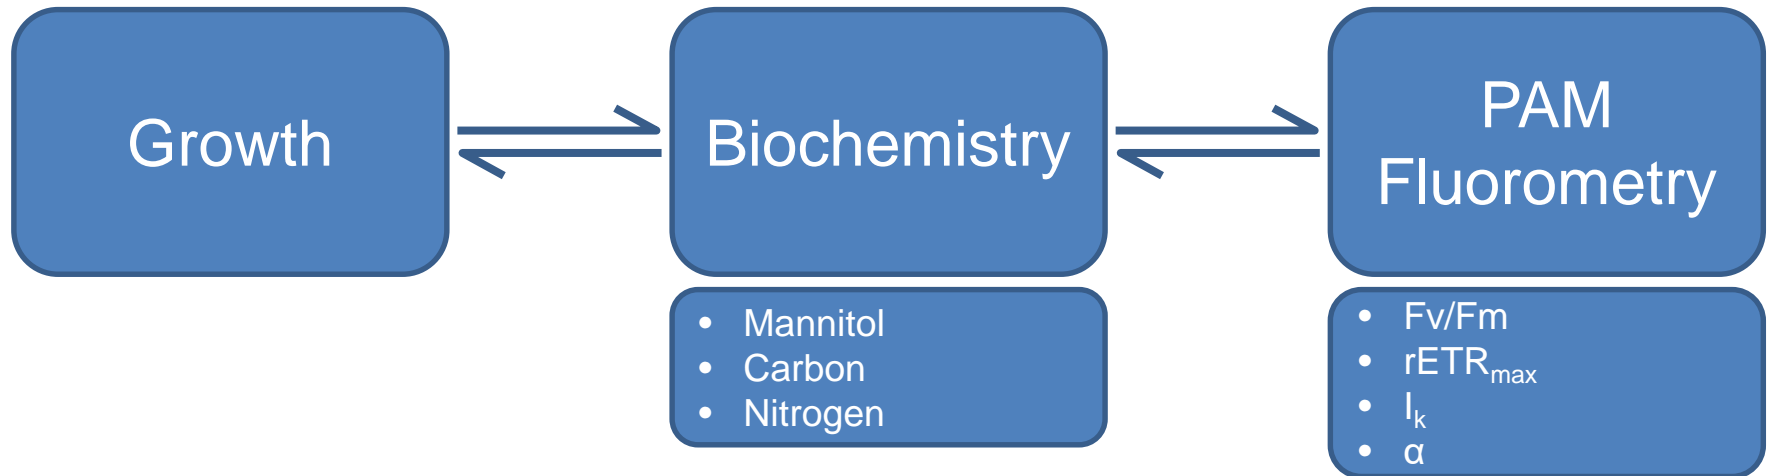 Growth
Biochemistry
PAM
Fluorometry
• Mannitol
• Carbon
• Nitrogen
• Fv/Fm
• rETRmax
• Ik
• α